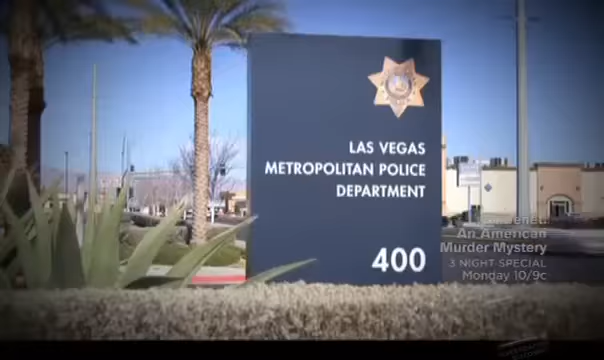 LAS VEGAS
METROPOLITAN POLICE
DEPARTMENT
400
An American
Murder Mystery
3 NIGHT SPECIAL
Monday 10/9c